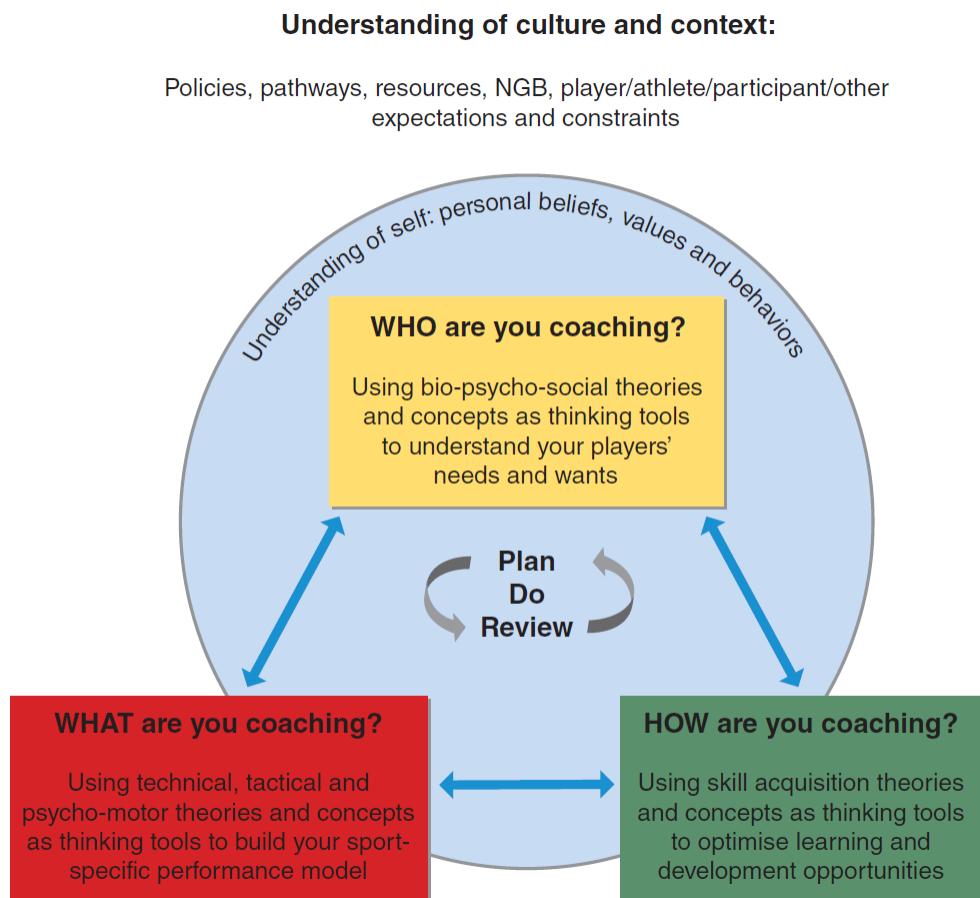 Understanding of culture and context:
Policies, pathways, resources, NGB, player/athlete/participant/other
expectations and constraints
Understanding of self: personal beliefs, values and behaviors
WHO are you coaching?
Using bio-psycho-social theories
and concepts as thinking tools
to understand your players’
needs and wants
Plan
Do
Review
WHAT are you coaching?
Using technical, tactical and
psycho-motor theories and concepts
as thinking tools to build your sport-
specific performance model
HOW are you coaching?
Using skill acquisition theories
and concepts as thinking tools
to optimise learning and
development opportunities